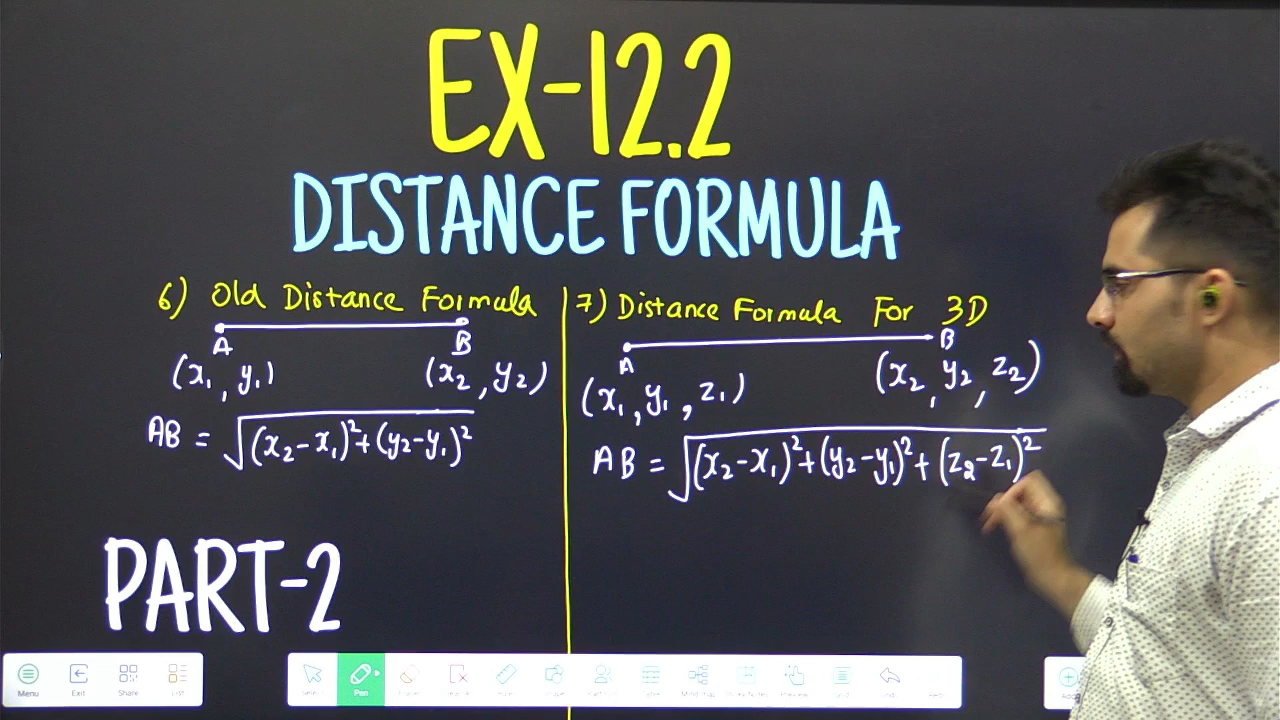 EX-12.2
DISTANCE FORMULA
6) Old Distance Formula
A B
(x₁, y₁) (x₂, y₂)
AB = √((x₂-x₁)²+(y₂-y₁)²)
7) Distance Formula For 3D
A B
(x₁, y₁, z₁) (x₂, y₂, z₂)
AB = √((x₂-x₁)²+(y₂-y₁)²+(z₂-z₁)²)
PART-2
Menu Exit Share List
Pen